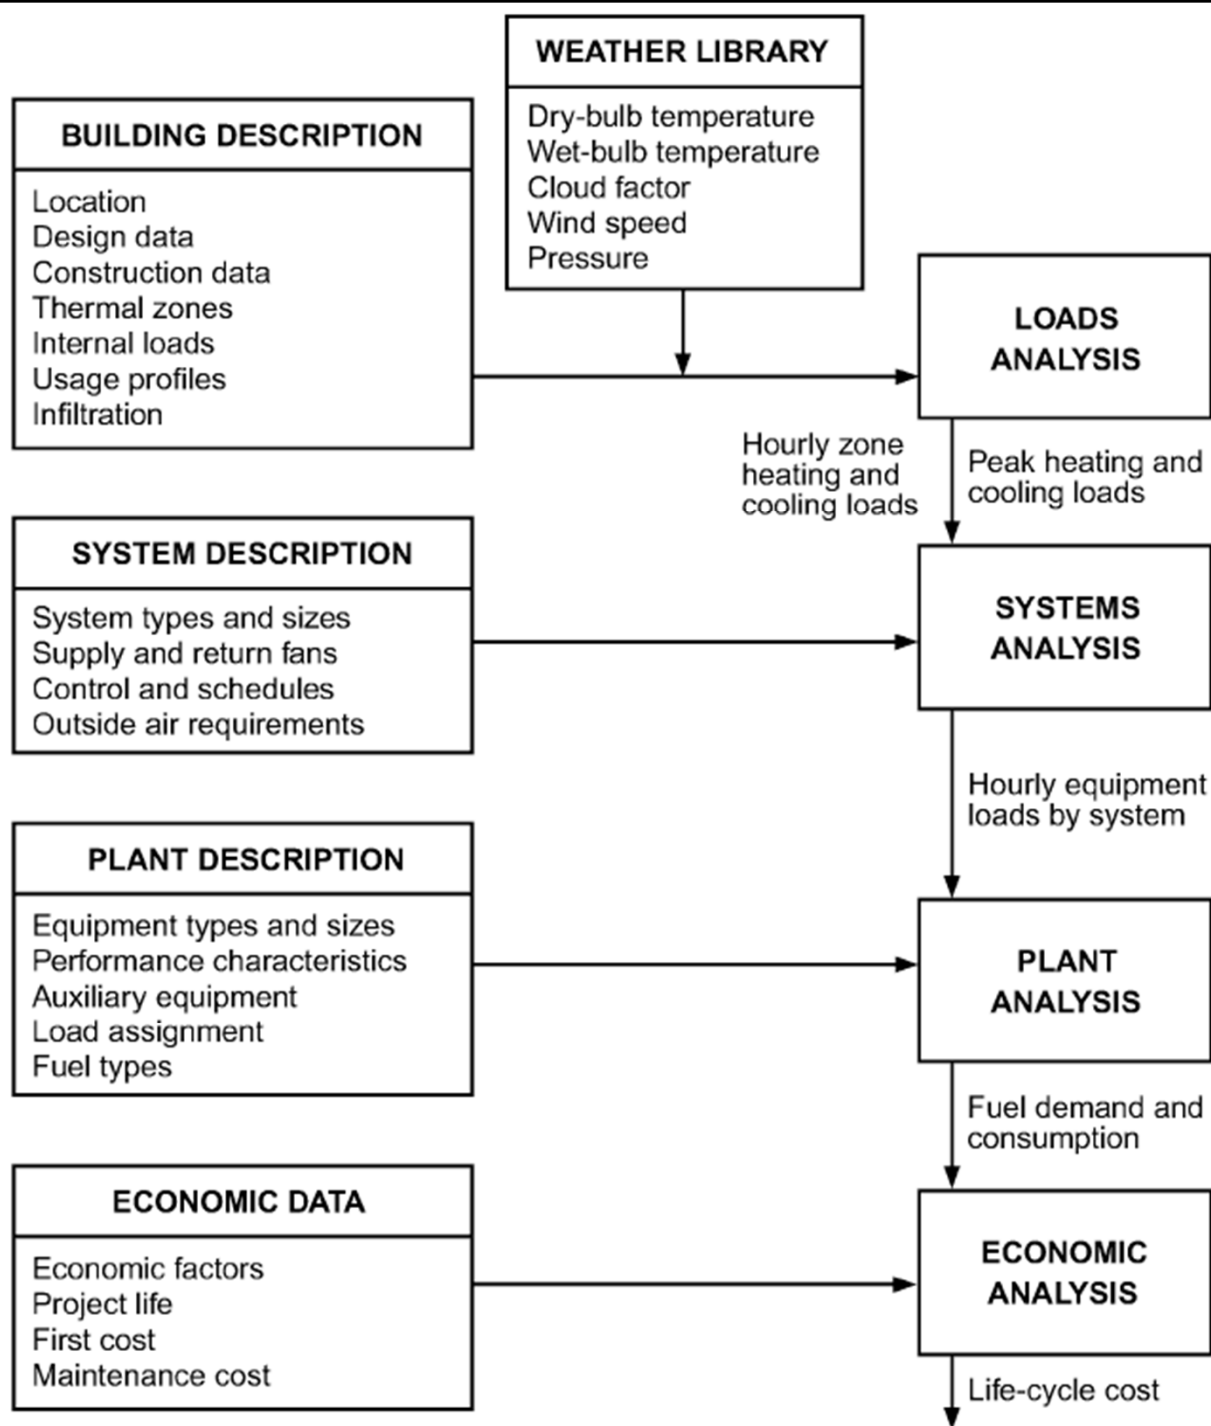 WEATHER LIBRARY
Dry-bulb temperature
Wet-bulb temperature
Cloud factor
Wind speed
Pressure
BUILDING DESCRIPTION
Location
Design data
Construction data
Thermal zones
Internal loads
Usage profiles
Infiltration
LOADS
ANALYSIS
Hourly zone
heating and
cooling loads
Peak heating and
cooling loads
SYSTEM DESCRIPTION
System types and sizes
Supply and return fans
Control and schedules
Outside air requirements
SYSTEMS
ANALYSIS
Hourly equipment
loads by system
PLANT DESCRIPTION
Equipment types and sizes
Performance characteristics
Auxiliary equipment
Load assignment
Fuel types
PLANT
ANALYSIS
Fuel demand and
consumption
ECONOMIC DATA
Economic factors
Project life
First cost
Maintenance cost
ECONOMIC
ANALYSIS
Life-cycle cost